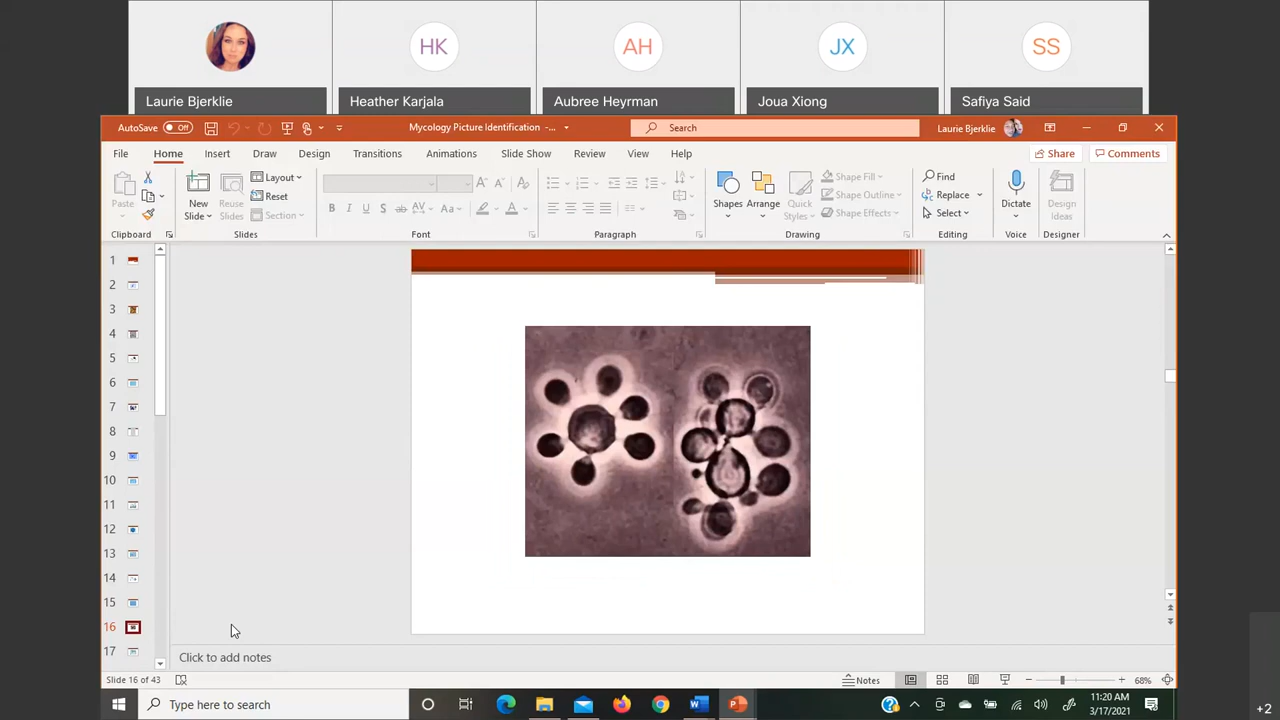 HK
AH
JX
SS
Laurie Bjerklie
Heather Karjala
Aubree Heyrman
Joua Xiong
Safiya Said
AutoSave
Off
Mycology Picture Identification -...
Search
Laurie Bjerklie
File
Home
Insert
Draw
Design
Transitions
Animations
Slide Show
Review
View
Help
Share
Comments
Paste
New
Slide
Reuse
Slides
Layout
Reset
Section
B
I
U
S
ab
AV
Aa
A
Shapes
Arrange
Quick
Styles
Shape Fill
Shape Outline
Shape Effects
Find
Replace
Select
Dictate
Design
Ideas
Clipboard
Slides
Font
Paragraph
Drawing
Editing
Voice
Designer
1
2
3
4
5
6
7
8
9
10
11
12
13
14
15
16
17
Click to add notes
Slide 16 of 43
Notes
68%
Type here to search
11:20 AM
3/17/2021
+2